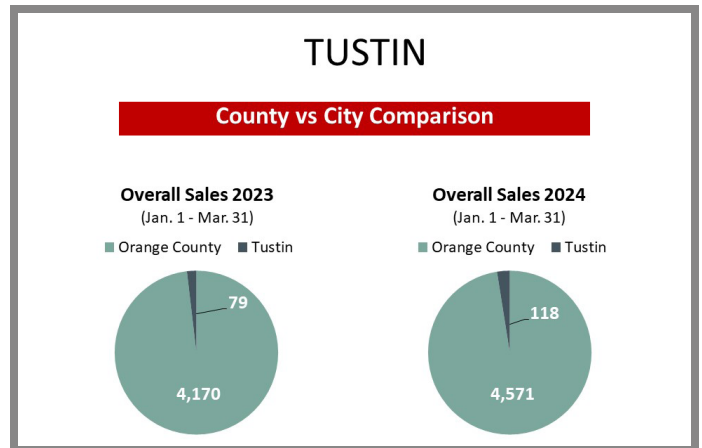 TUSTIN
County vs City Comparison
Overall Sales 2023
(Jan. 1 - Mar. 31)
Orange County Tustin
79
4,170
Overall Sales 2024
(Jan. 1 - Mar. 31)
Orange County Tustin
118
4,571